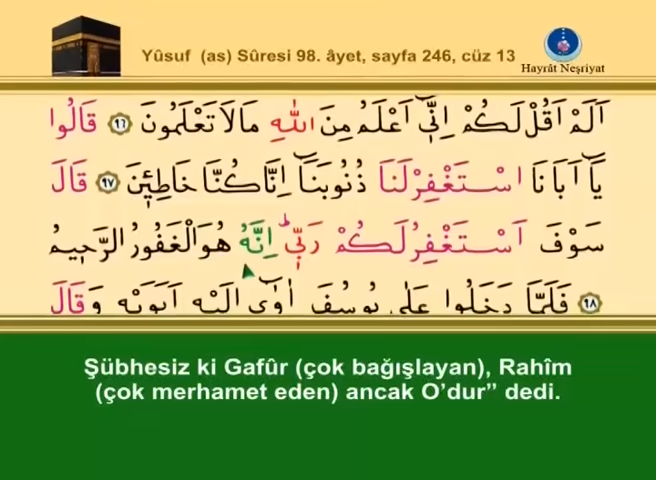 Yûsuf (as) Sûresi 98. âyet, sayfa 246, cüz 13
Hayrât Neşriyat
اَلَمْ اَقُلْ لَكُمْ اِنّٓي اَعْلَمُ مِنَ اللّٰهِ مَالَا تَعْلَمُونَ ﴿٩٦﴾ قَالُوا
يَٓا اَبَانَا اسْتَغْفِرْ لَنَا ذُنُوبَنَٓا اِنَّا كُنَّا خَاطِـ۪ٔينَ ﴿٩٧﴾ قَالَ
سَوْفَ اَسْتَغْفِرُ لَكُمْ رَبّ۪يۜ اِنَّهُ هُوَ الْغَفُورُ الرَّح۪يمُ
﴿٩٨﴾ فَلَمَّا دَخَلُوا عَلٰى يُوسُفَ اٰوٰٓى اِلَيْهِ اَبَوَيْهِ وَقَالَ
Şübhesiz ki Gafûr (çok bağışlayan), Rahîm
(çok merhamet eden) ancak O’dur” dedi.